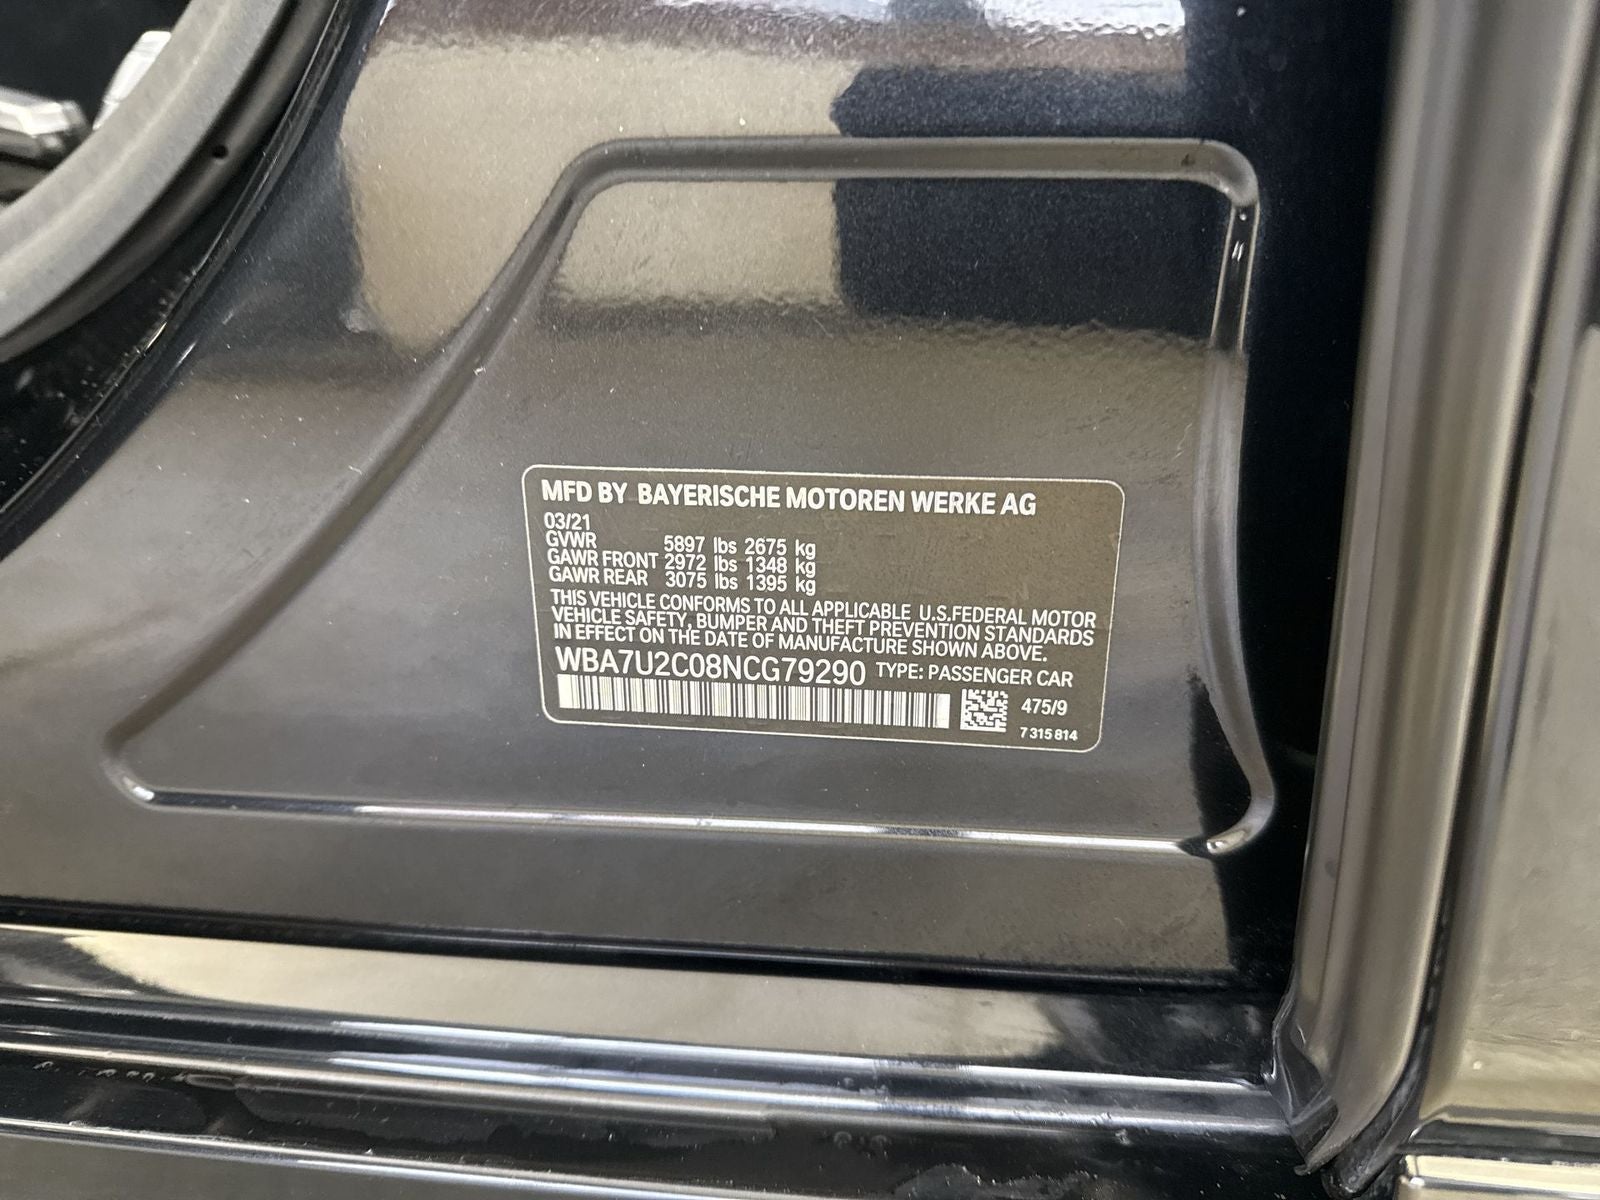 MFD BY BAYERISCHE MOTOREN WERKE AG
03/21
GVWR 5897 lbs 2675 kg
GAWR FRONT 2972 lbs 1348 kg
GAWR REAR 3075 lbs 1395 kg
THIS VEHICLE CONFORMS TO ALL APPLICABLE U.S.FEDERAL MOTOR
VEHICLE SAFETY, BUMPER AND THEFT PREVENTION STANDARDS
IN EFFECT ON THE DATE OF MANUFACTURE SHOWN ABOVE.
WBA7U2C08NCG79290 TYPE: PASSENGER CAR
475/9
7 315 814